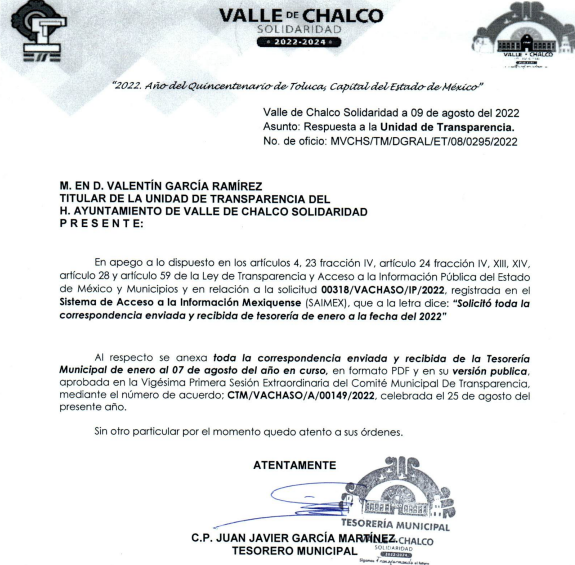 VALLE DE CHALCO
SOLIDARIDAD
• 2022-2024 •
VALLE DE CHALCO
"2022. Año del Quincentenario de Toluca, Capital del Estado de México"
Valle de Chalco Solidaridad a 09 de agosto del 2022
Asunto: Respuesta a la Unidad de Transparencia.
No. de oficio: MVCHS/TM/DGRAL/ET/08/0295/2022
M. EN D. VALENTÍN GARCÍA RAMÍREZ
TITULAR DE LA UNIDAD DE TRANSPARENCIA DEL
H. AYUNTAMIENTO DE VALLE DE CHALCO SOLIDARIDAD
P R E S E N T E:
En apego a lo dispuesto en los artículos 4, 23 fracción IV, artículo 24 fracción IV, XIII, XIV,
artículo 28 y artículo 59 de la Ley de Transparencia y Acceso a la Información Pública del Estado
de México y Municipios y en relación a la solicitud 00318/VACHASO/IP/2022, registrada en el
Sistema de Acceso a la Información Mexiquense (SAIMEX), que a la letra dice: "Solicitó toda la
correspondencia enviada y recibida de tesorería de enero a la fecha del 2022"
Al respecto se anexa toda la correspondencia enviada y recibida de la Tesorería
Municipal de enero al 07 de agosto del año en curso, en formato PDF y en su versión publica,
aprobada en la Vigésima Primera Sesión Extraordinaria del Comité Municipal De Transparencia,
mediante el número de acuerdo; CTM/VACHASO/A/00149/2022, celebrada el 25 de agosto del
presente año.
Sin otro particular por el momento quedo atento a sus órdenes.
ATENTAMENTE
TESORERÍA MUNICIPAL
C.P. JUAN JAVIER GARCÍA MARTÍNEZ.
CHALCO
SOLIDARIDAD
TESORERO MUNICIPAL
2022-2024